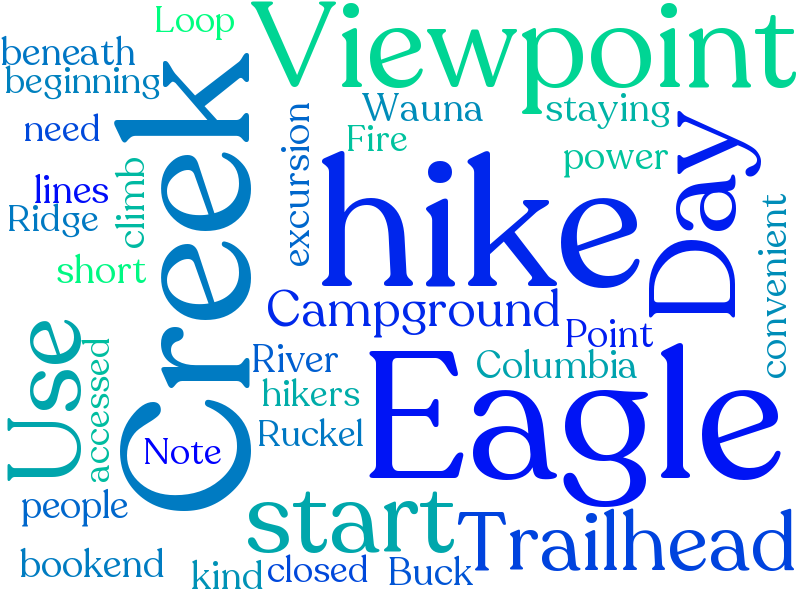 Loop
Viewpoint
beneath
beginning
Creek
Wauna
staying
need
Fire
excursion
hike
Day
power
climb
lines
Ridge
convenient
short
Campground
Point
Use
accessed
River
Columbia
Eagle
hikers
Ruckel
Note
people
start
Trailhead
bookend
kind
closed
Buck